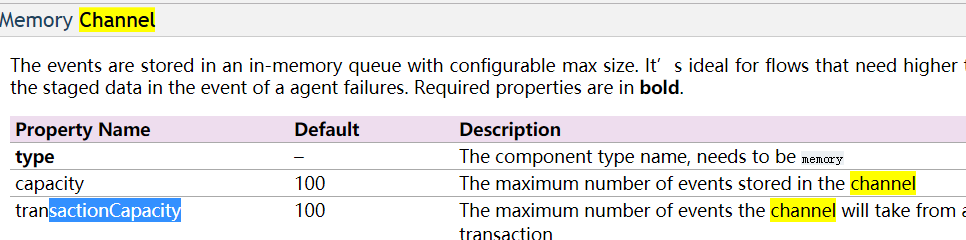 Memory Channel
The events are stored in an in-memory queue with configurable max size. It’s ideal for flows that need higher
the staged data in the event of a agent failures. Required properties are in bold.
Property Name Default Description
type – The component type name, needs to be memory
capacity 100 The maximum number of events stored in the channel
transactionCapacity 100 The maximum number of events the channel will take from a
transaction